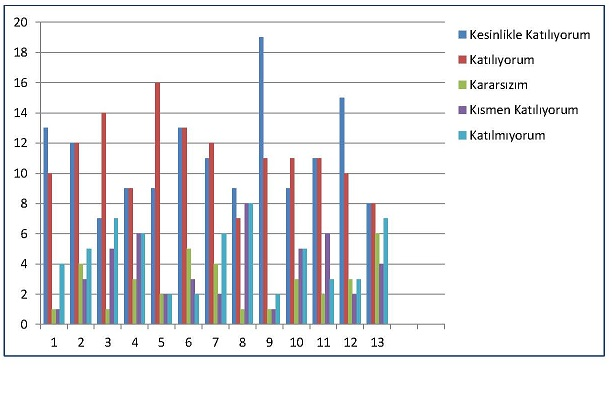 20
18
16
14
12
10
8
6
4
2
0
1 2 3 4 5 6 7 8 9 10 11 12 13
Kesinlikle Katılıyorum
Katılıyorum
Kararsızım
Kısmen Katılıyorum
Katılmıyorum